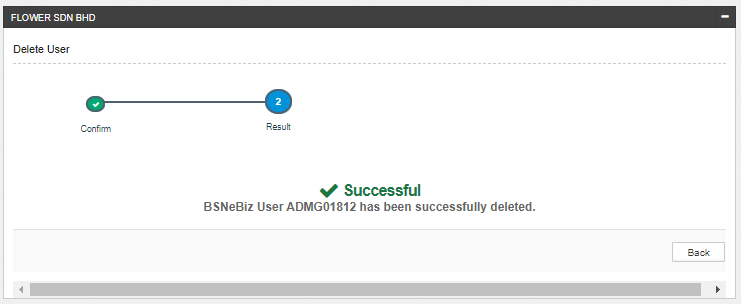 FLOWER SDN BHD
Delete User
2
Confirm
Result
Successful
BSNeBiz User ADMG01812 has been successfully deleted.
Back